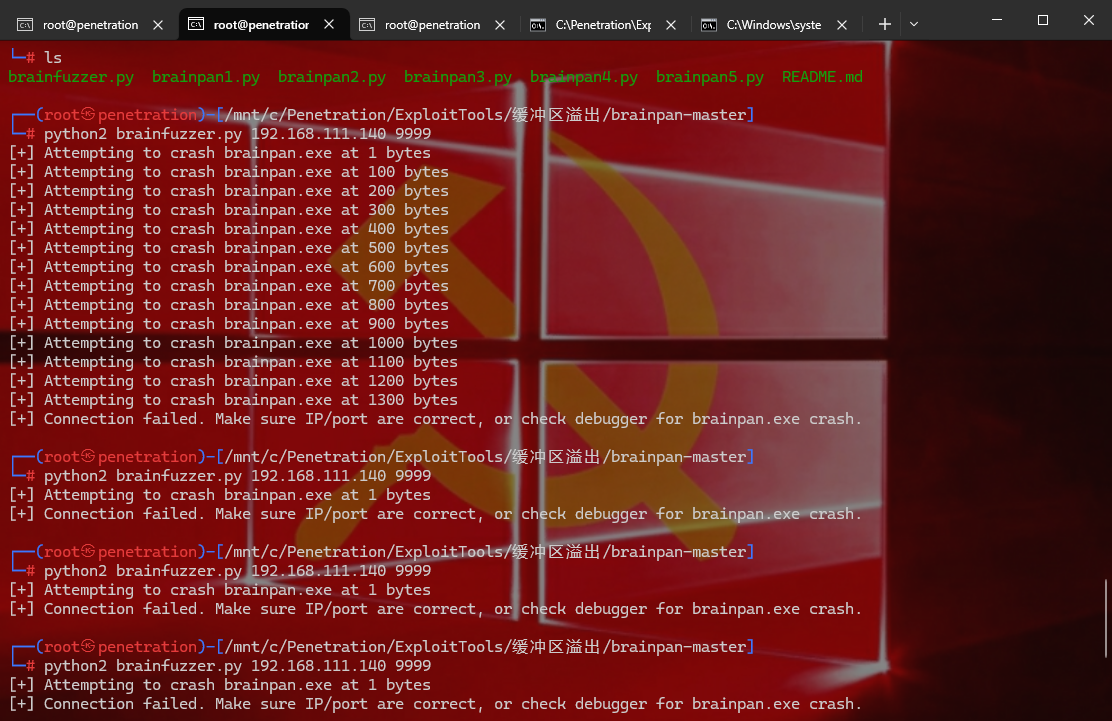 root@penetration
root@penetration
root@penetration
C:\Penetration\Exp
C:\Windows\syste
└─# ls
brainfuzzer.py brainpan1.py brainpan2.py brainpan3.py brainpan4.py brainpan5.py README.md
┌──(root㉿penetration)-[/mnt/c/Penetration/ExploitTools/缓冲区溢出/brainpan-master]
└─# python2 brainfuzzer.py 192.168.111.140 9999
[+] Attempting to crash brainpan.exe at 1 bytes
[+] Attempting to crash brainpan.exe at 100 bytes
[+] Attempting to crash brainpan.exe at 200 bytes
[+] Attempting to crash brainpan.exe at 300 bytes
[+] Attempting to crash brainpan.exe at 400 bytes
[+] Attempting to crash brainpan.exe at 500 bytes
[+] Attempting to crash brainpan.exe at 600 bytes
[+] Attempting to crash brainpan.exe at 700 bytes
[+] Attempting to crash brainpan.exe at 800 bytes
[+] Attempting to crash brainpan.exe at 900 bytes
[+] Attempting to crash brainpan.exe at 1000 bytes
[+] Attempting to crash brainpan.exe at 1100 bytes
[+] Attempting to crash brainpan.exe at 1200 bytes
[+] Attempting to crash brainpan.exe at 1300 bytes
[+] Connection failed. Make sure IP/port are correct, or check debugger for brainpan.exe crash.
┌──(root㉿penetration)-[/mnt/c/Penetration/ExploitTools/缓冲区溢出/brainpan-master]
└─# python2 brainfuzzer.py 192.168.111.140 9999
[+] Attempting to crash brainpan.exe at 1 bytes
[+] Connection failed. Make sure IP/port are correct, or check debugger for brainpan.exe crash.
┌──(root㉿penetration)-[/mnt/c/Penetration/ExploitTools/缓冲区溢出/brainpan-master]
└─# python2 brainfuzzer.py 192.168.111.140 9999
[+] Attempting to crash brainpan.exe at 1 bytes
[+] Connection failed. Make sure IP/port are correct, or check debugger for brainpan.exe crash.
┌──(root㉿penetration)-[/mnt/c/Penetration/ExploitTools/缓冲区溢出/brainpan-master]
└─# python2 brainfuzzer.py 192.168.111.140 9999
[+] Attempting to crash brainpan.exe at 1 bytes
[+] Connection failed. Make sure IP/port are correct, or check debugger for brainpan.exe crash.